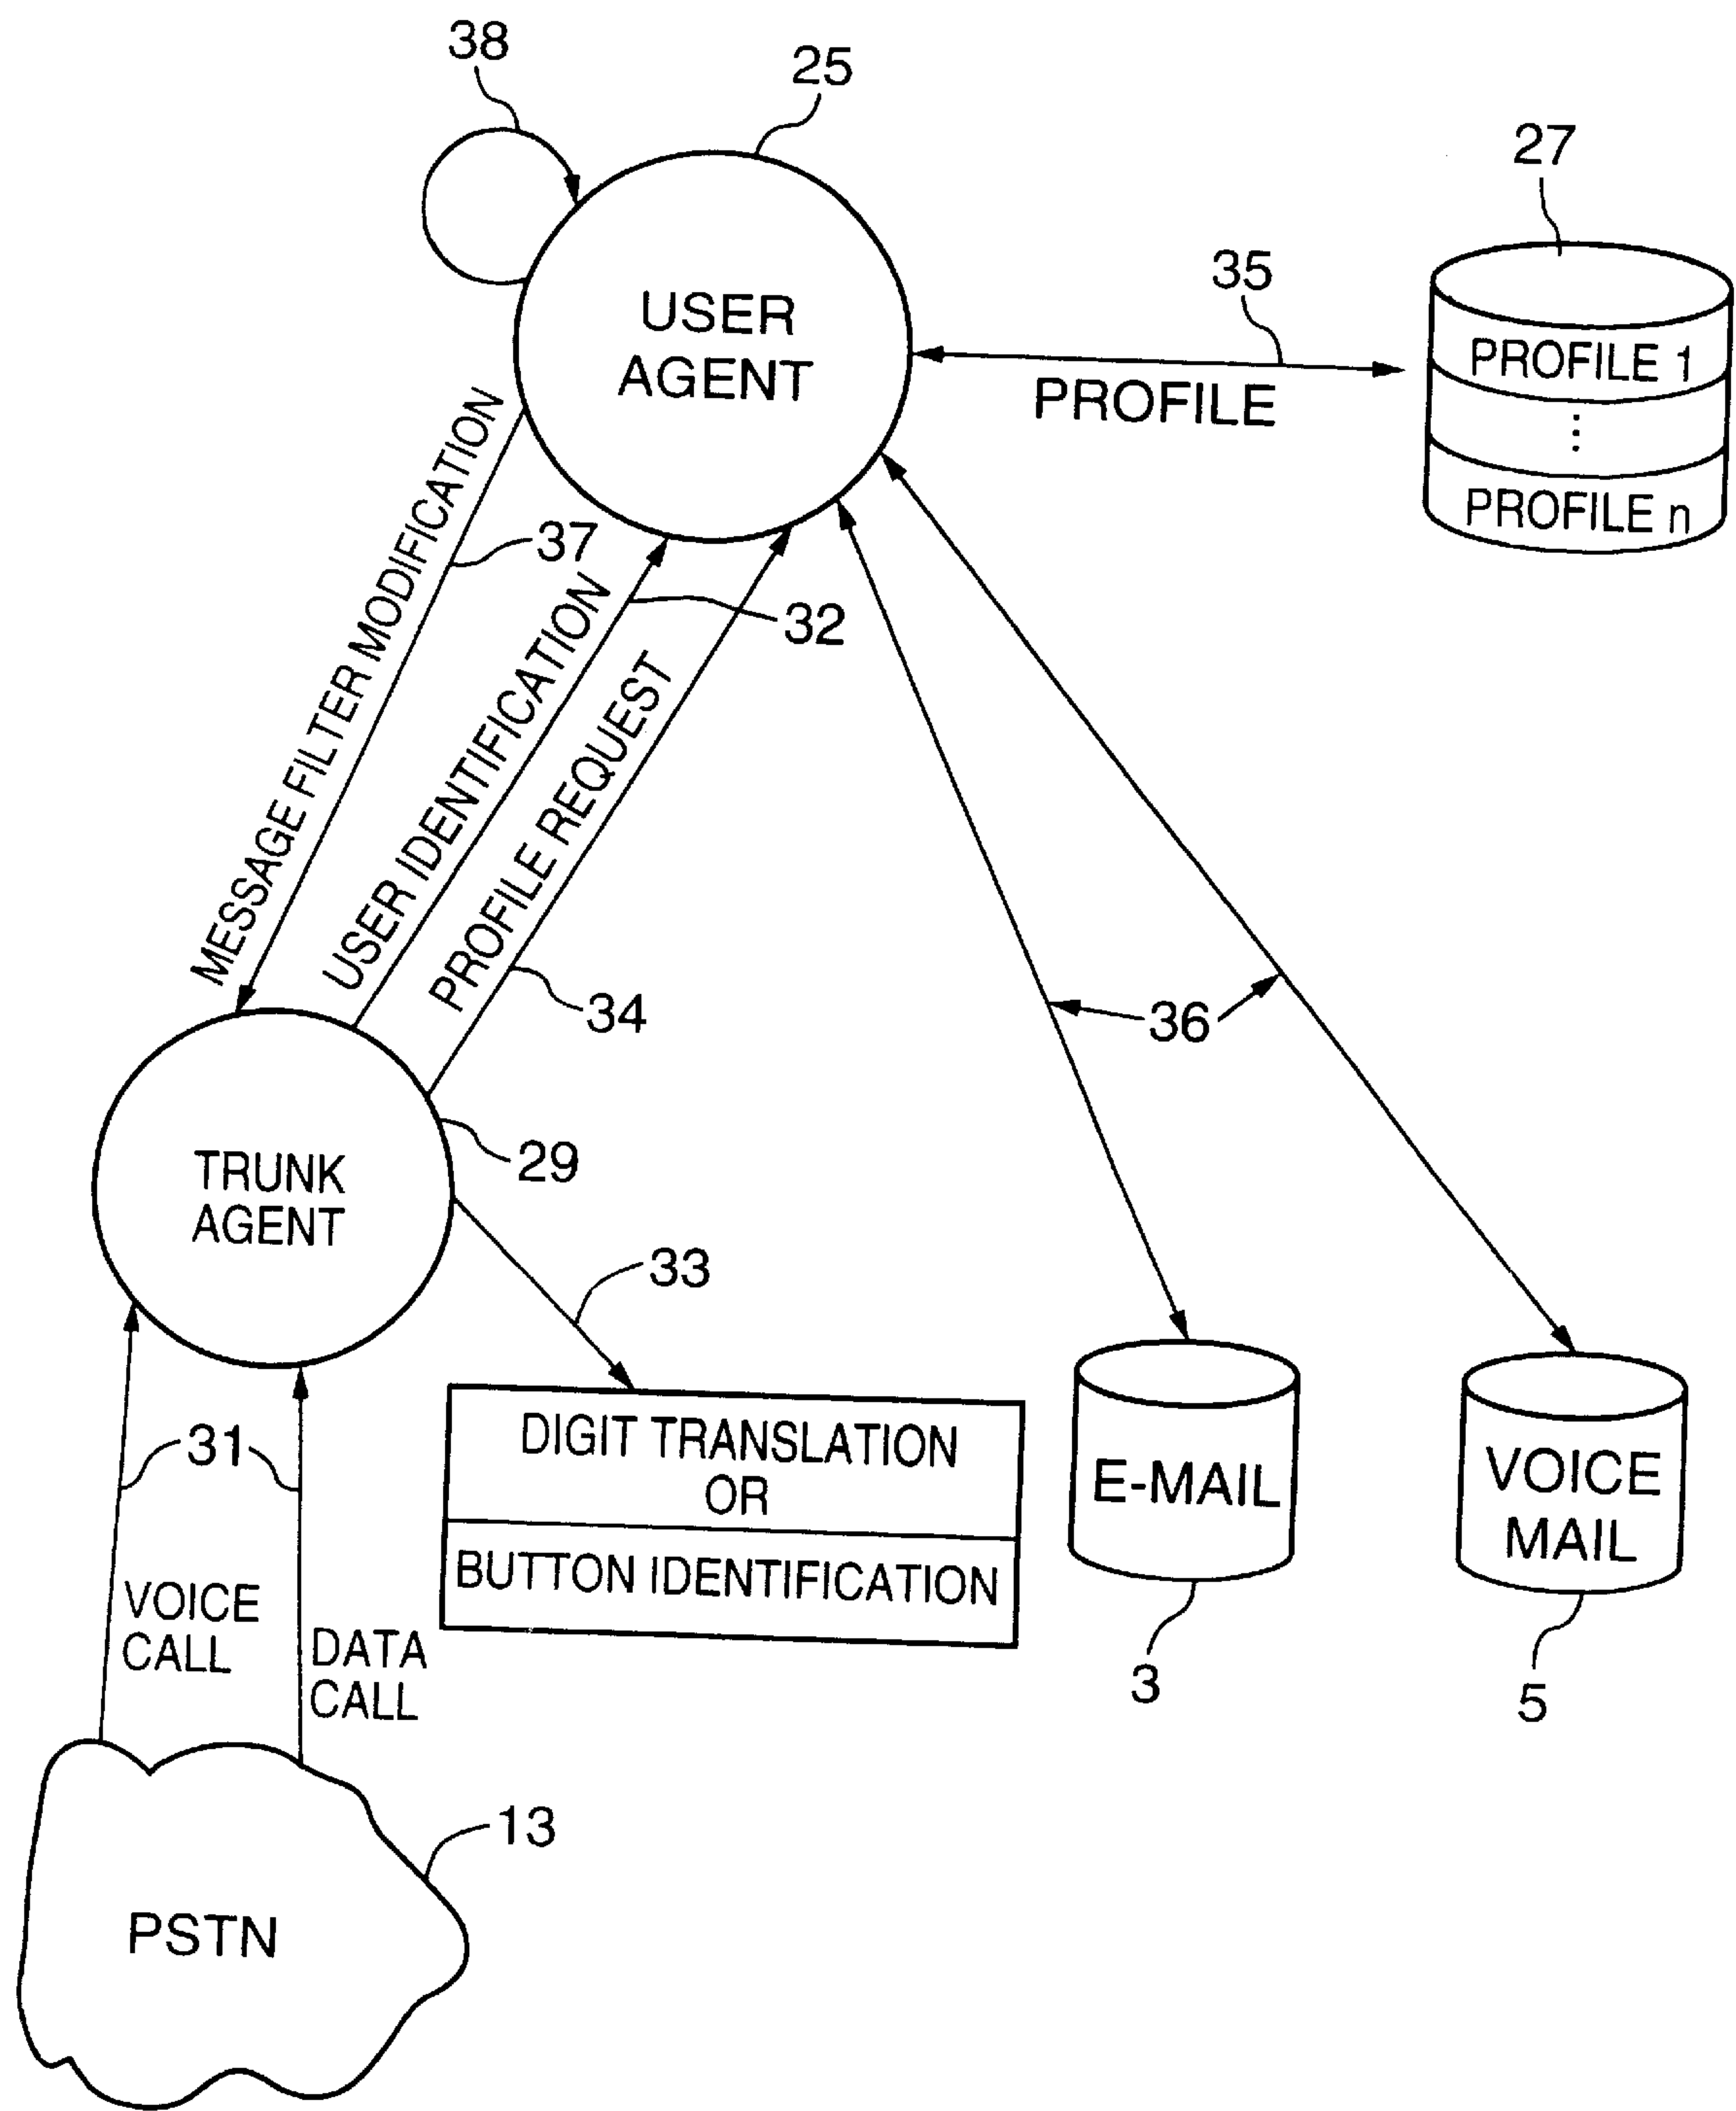 38
25
27
USER
AGENT
35
PROFILE
PROFILE 1
⋮
PROFILE n
MESSAGE FILTER MODIFICATION
37
USER IDENTIFICATION
32
PROFILE REQUEST
34
36
TRUNK
AGENT
29
33
31
DIGIT TRANSLATION
OR
BUTTON IDENTIFICATION
E-MAIL
VOICE
MAIL
VOICE
CALL
DATA
CALL
3
5
13
PSTN